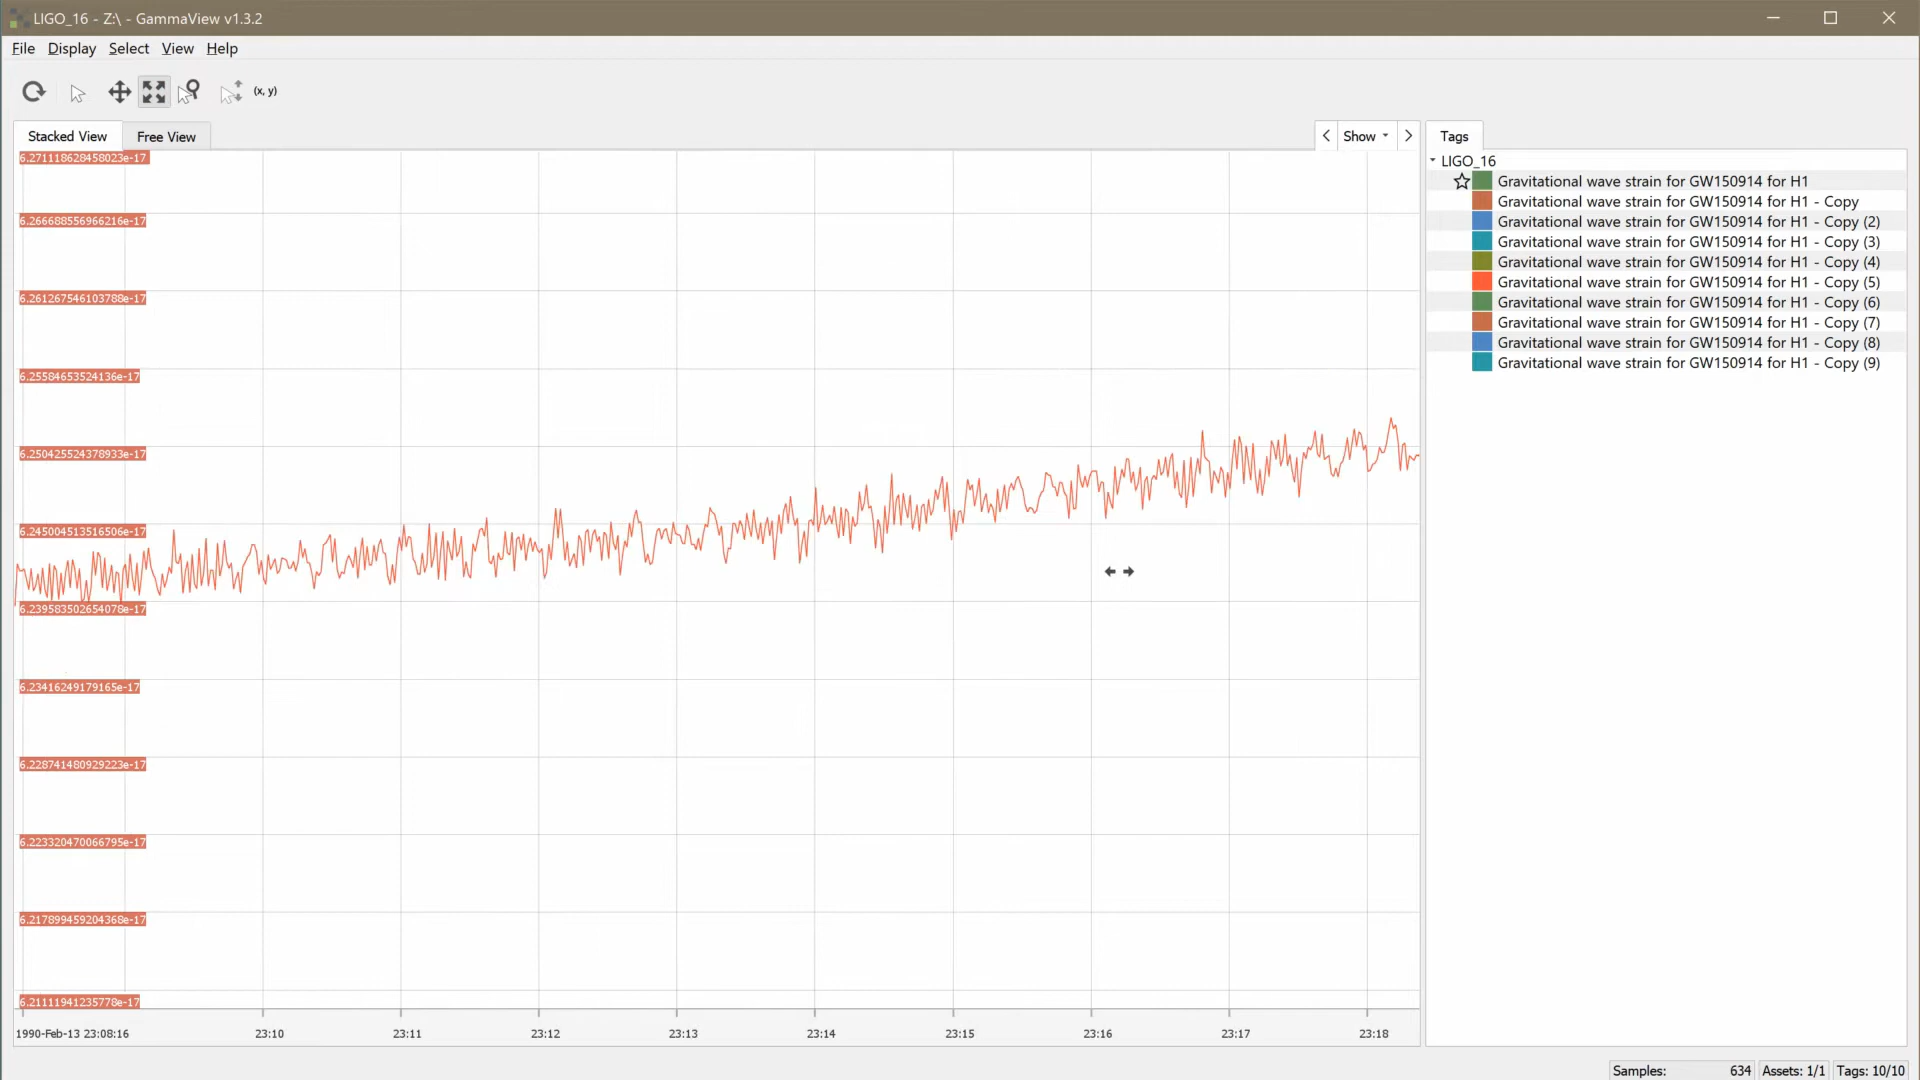 LIGO_16 - Z:\ - GammaView v1.3.2
File Display Select View Help
(x, y)
Stacked View Free View Show Tags
6.271118628458023e-17
6.266688556966216e-17
6.261267546103788e-17
6.25584653524136e-17
6.250425524378933e-17
6.245004513516506e-17
6.239583502654078e-17
6.23416249179165e-17
6.228741480929223e-17
6.223320470066795e-17
6.217899459204368e-17
6.21111941235778e-17
1990-Feb-13 23:08:16 23:10 23:11 23:12 23:13 23:14 23:15 23:16 23:17 23:18
LIGO_16
Gravitational wave strain for GW150914 for H1
Gravitational wave strain for GW150914 for H1 - Copy
Gravitational wave strain for GW150914 for H1 - Copy (2)
Gravitational wave strain for GW150914 for H1 - Copy (3)
Gravitational wave strain for GW150914 for H1 - Copy (4)
Gravitational wave strain for GW150914 for H1 - Copy (5)
Gravitational wave strain for GW150914 for H1 - Copy (6)
Gravitational wave strain for GW150914 for H1 - Copy (7)
Gravitational wave strain for GW150914 for H1 - Copy (8)
Gravitational wave strain for GW150914 for H1 - Copy (9)
Samples: 634 Assets: 1/1 Tags: 10/10